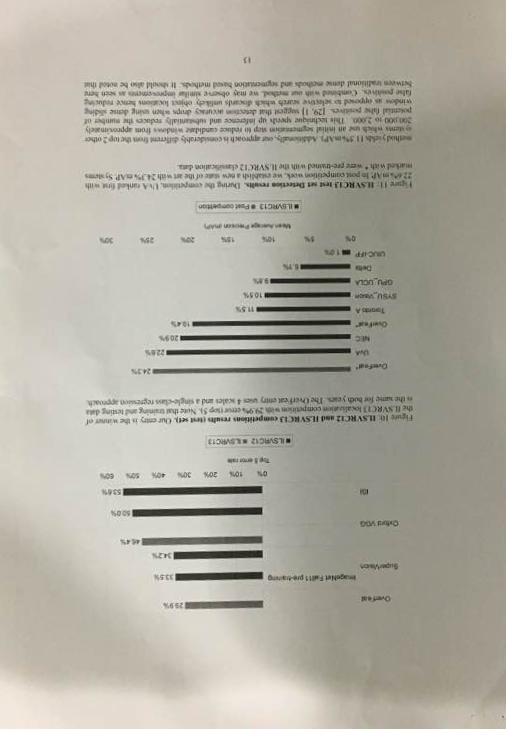 OverFeat 29.9%
ImageNet Fall11 pre-training 33.5%
SuperVision
34.2%
46.4%
Oxford VGG
50.0%
ISI 53.6%
0% 10% 20% 30% 40% 50% 60%
Top 5 error rate
ILSVRC12 ILSVRC13
Figure 10: ILSVRC12 and ILSVRC13 competitions results (test set). Our entry is the winner of
the ILSVRC13 localization competition with 29.9% error (top 5). Note that training and testing data
is the same for both years. The OverFeat entry uses 4 scales and a single-class regression approach.
OverFeat* 24.3%
UvA 22.6%
NEC 20.9%
OverFeat* 19.4%
Toronto A 11.5%
SYSU_Vision 10.5%
GPU_UCLA 9.8%
Delta 6.1%
UIUC-IFP 1.0%
0% 5% 10% 15% 20% 25% 30%
Mean Average Precision (mAP)
ILSVRC13 Post competition
Figure 11: ILSVRC13 test set Detection results. During the competition, UvA ranked first with
22.6% mAP. In post competition work, we establish a new state of the art with 24.3% mAP. Systems
marked with * were pre-trained with the ILSVRC12 classification data.
method yields 11.5% mAP). Additionally, our approach is considerably different from the top 2 other
systems which use an initial segmentation step to reduce candidate windows from approximately
200,000 to 2,000. This technique speeds up inference and substantially reduces the number of
potential false positives. [29, 1] suggest that detection accuracy drops when using dense sliding
windows as opposed to selective search which discards unlikely object locations hence reducing
false positives. Combined with our method, we may observe similar improvements as seen here
between traditional dense methods and segmentation based methods. It should also be noted that
13